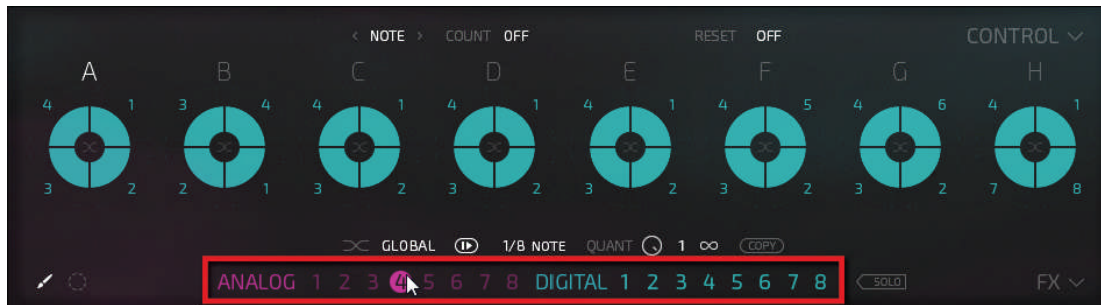 < NOTE > COUNT OFF RESET OFF CONTROL
A B C D E F G H
4 1 3 4 4 1 4 1 4 1 4 5 4 6 4 1
3 2 2 1 3 2 3 2 3 2 3 2 3 2 7 8
GLOBAL 1/8 NOTE QUANT 1 ∞ COPY
ANALOG 1 2 3 4 5 6 7 8 DIGITAL 1 2 3 4 5 6 7 8 SOLO FX